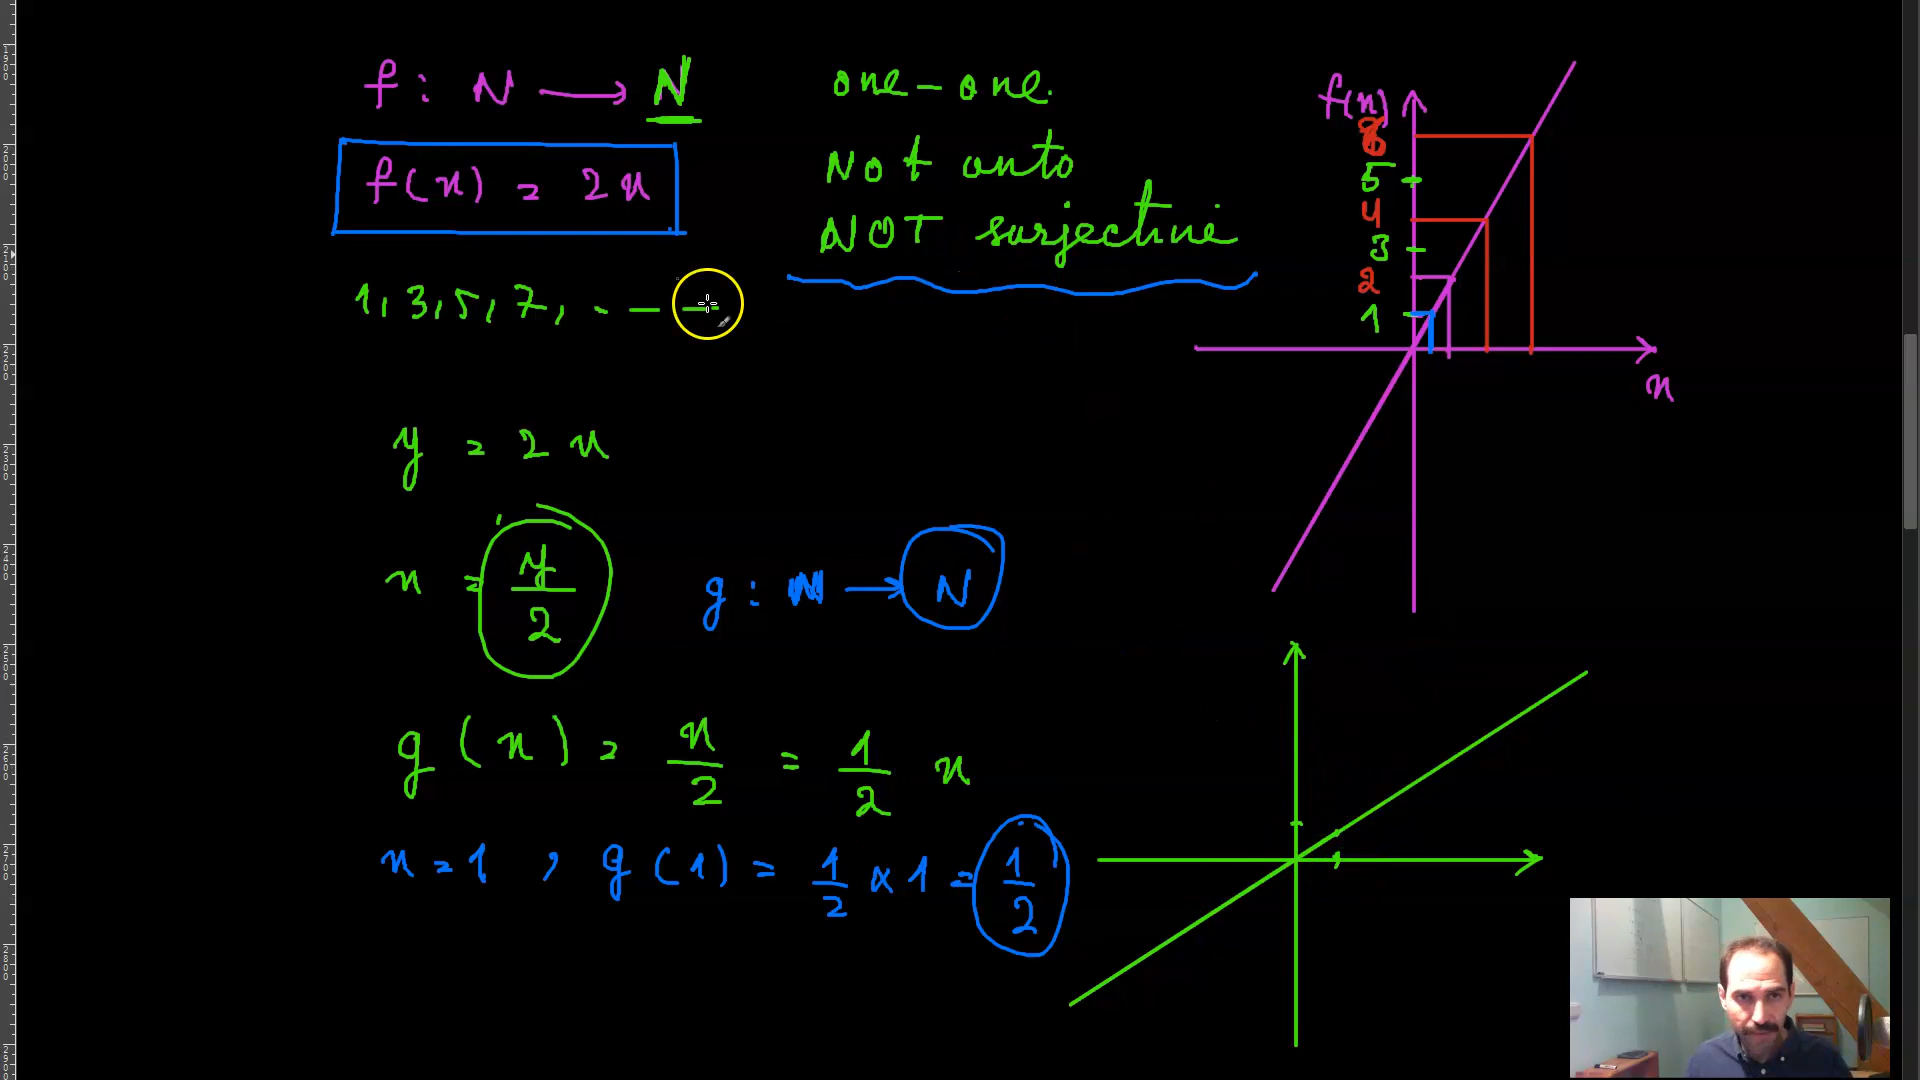 f : N → N
f(x) = 2x
1, 3, 5, 7, . — —
one-one.
Not onto
NOT surjective
f(x)
6
5
4
3
2
1
x
y = 2x
x = y/2
g : N → N
g(x) = x/2 = 1/2 x
x = 1 , g(1) = 1/2 × 1 = 1/2